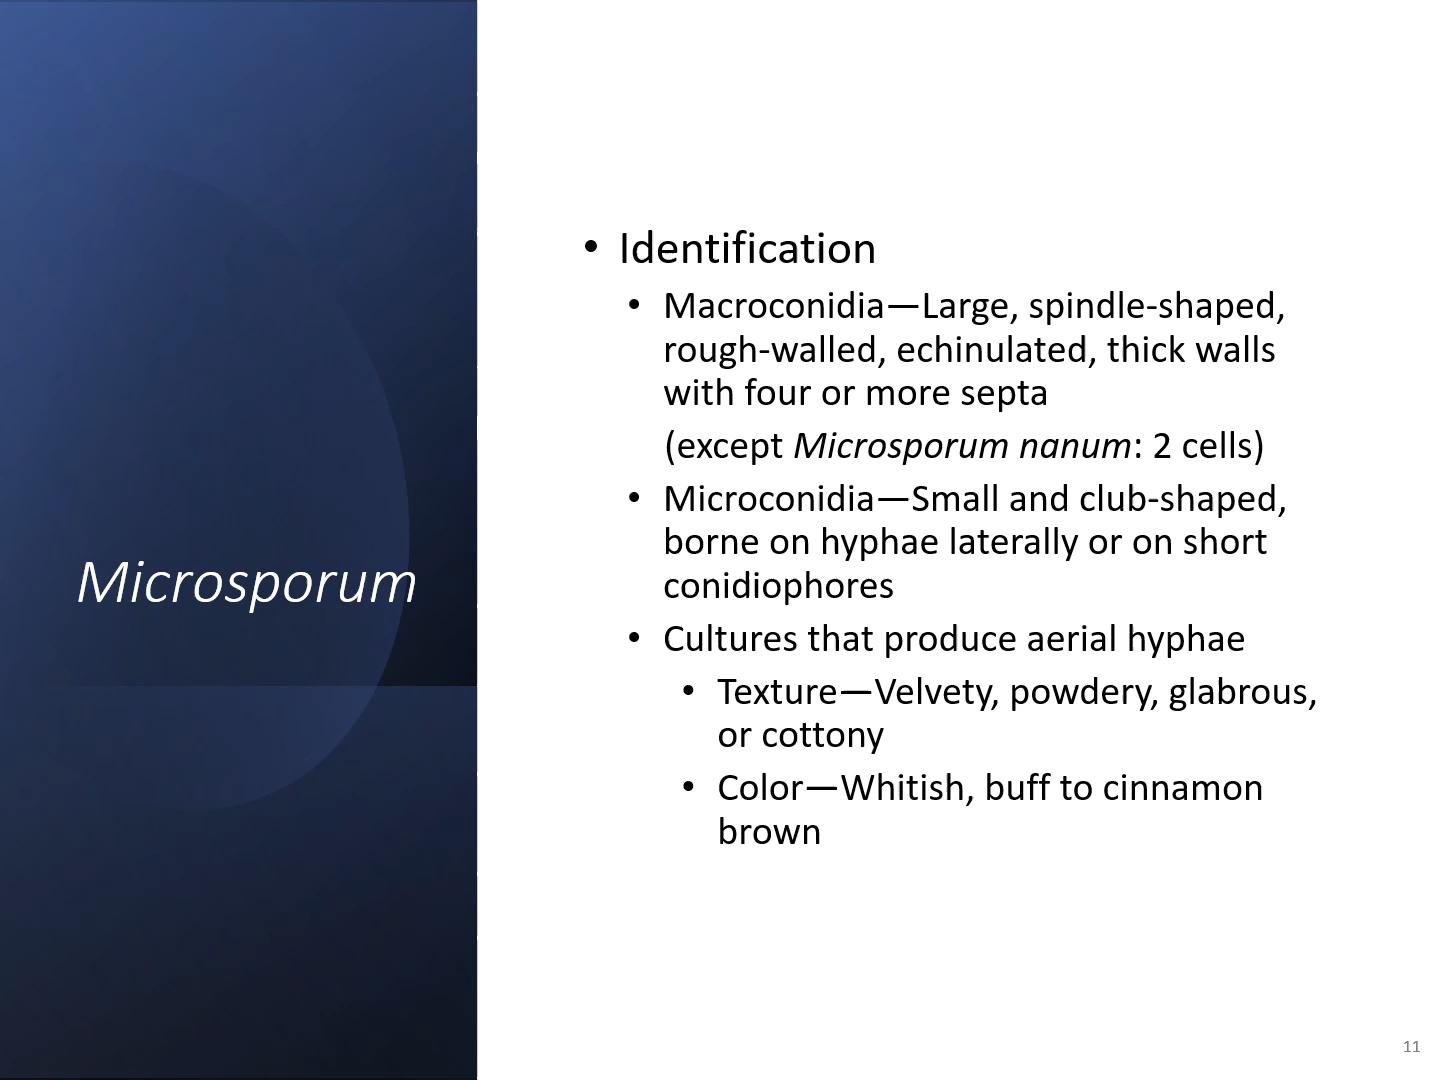 Microsporum
• Identification
• Macroconidia—Large, spindle-shaped,
rough-walled, echinulated, thick walls
with four or more septa
(except Microsporum nanum: 2 cells)
• Microconidia—Small and club-shaped,
borne on hyphae laterally or on short
conidiophores
• Cultures that produce aerial hyphae
• Texture—Velvety, powdery, glabrous,
or cottony
• Color—Whitish, buff to cinnamon
brown
11